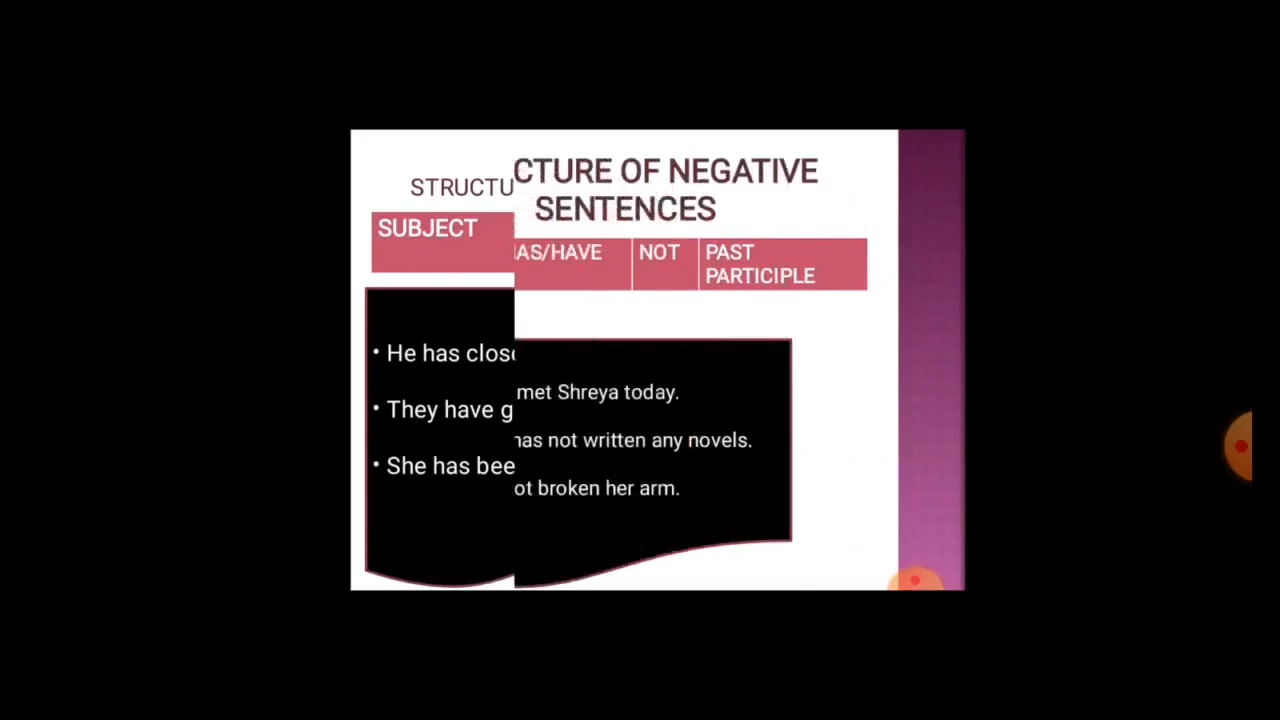 STRUCTU
SUBJECT
• He has clos
• They have g
• She has bee
CTURE OF NEGATIVE
SENTENCES
AS/HAVE NOT PAST
PARTICIPLE
met Shreya today.
has not written any novels.
ot broken her arm.